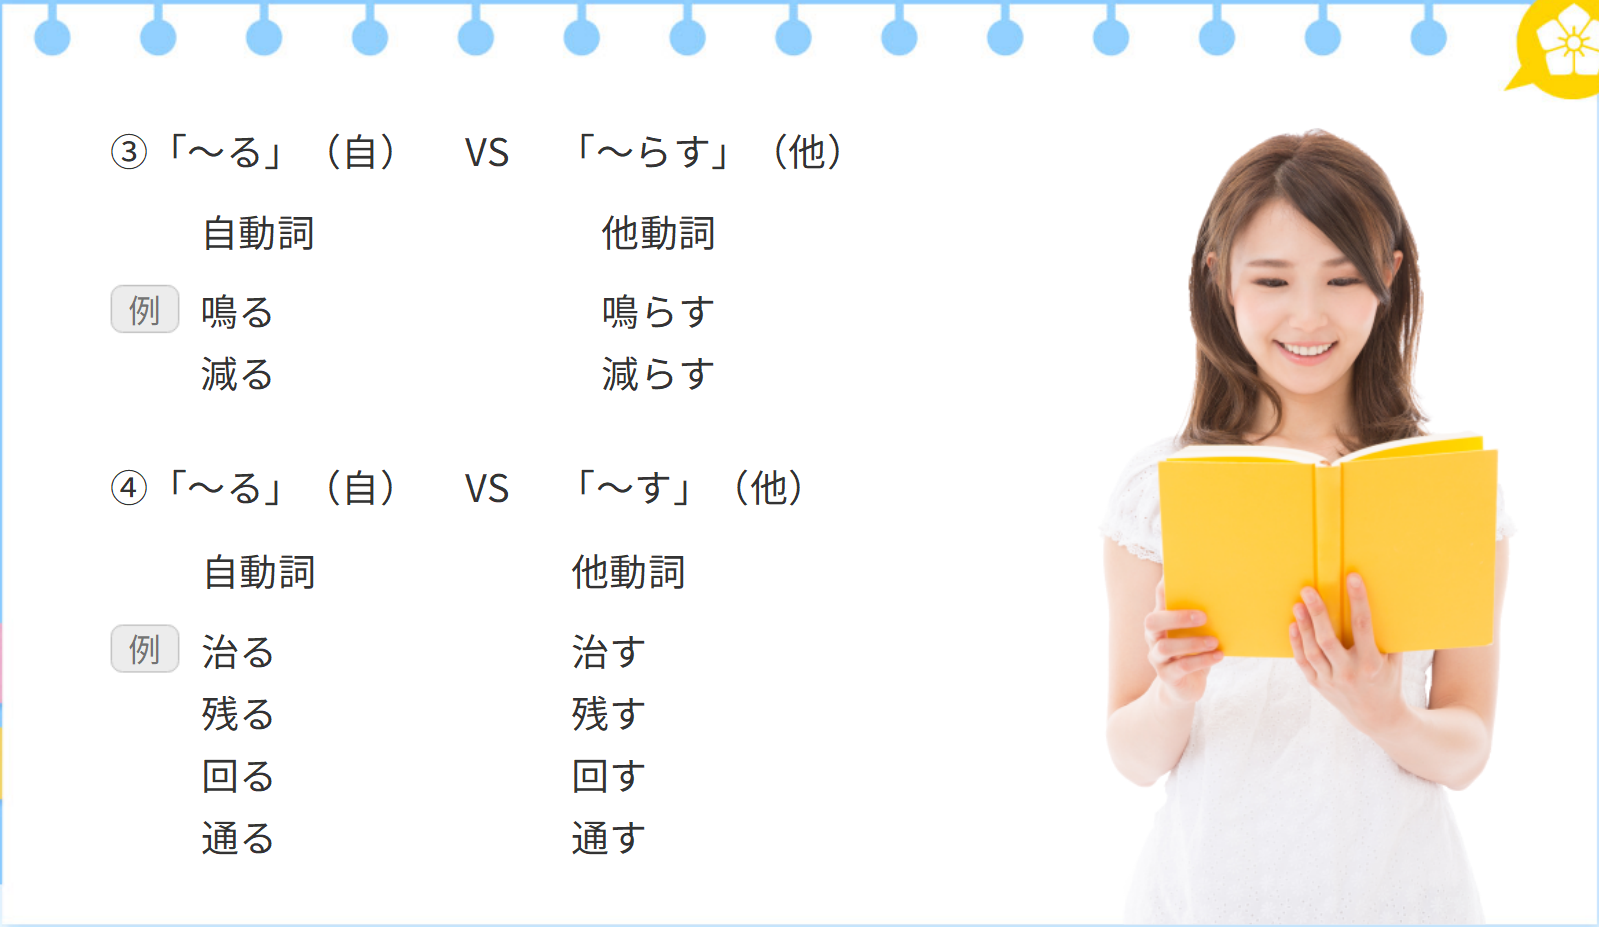 ③「～る」（自）　VS　「～らす」（他）
自動詞　他動詞
例　鳴る　鳴らす
減る　減らす
④「～る」（自）　VS　「～す」（他）
自動詞　他動詞
例　治る　治す
残る　残す
回る　回す
通る　通す